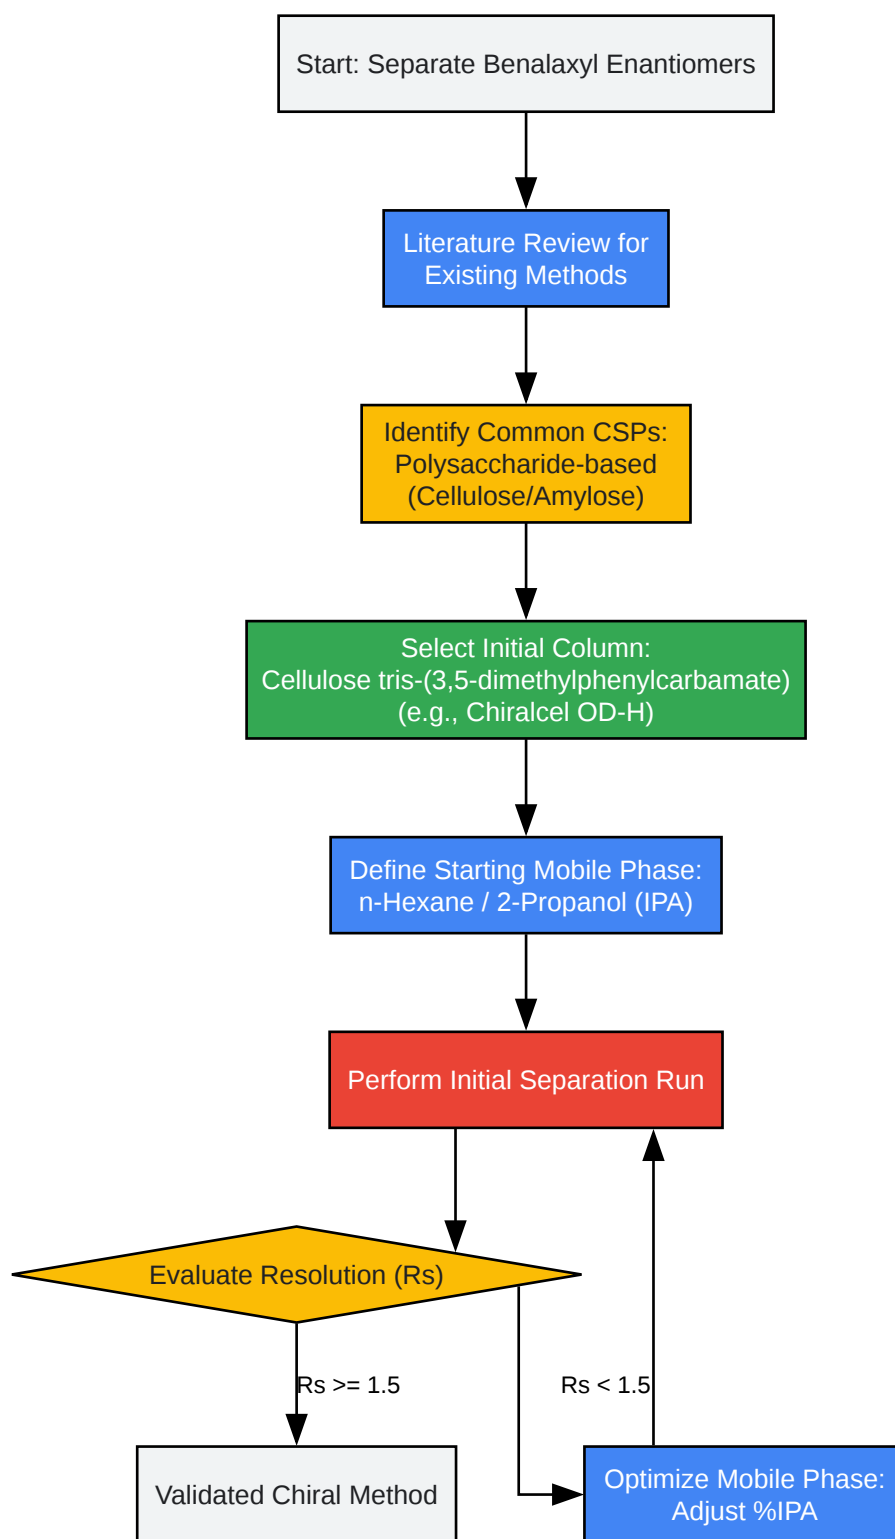 Start: Separate Benalaxyl Enantiomers
Literature Review for
Existing Methods
Identify Common CSPs:
Polysaccharide-based
(Cellulose/Amylose)
Select Initial Column:
Cellulose tris-(3,5-dimethylphenylcarbamate)
(e.g., Chiralcel OD-H)
Define Starting Mobile Phase:
n-Hexane / 2-Propanol (IPA)
Perform Initial Separation Run
Evaluate Resolution (Rs)
Rs >= 1.5
Rs < 1.5
Validated Chiral Method
Optimize Mobile Phase:
Adjust %IPA